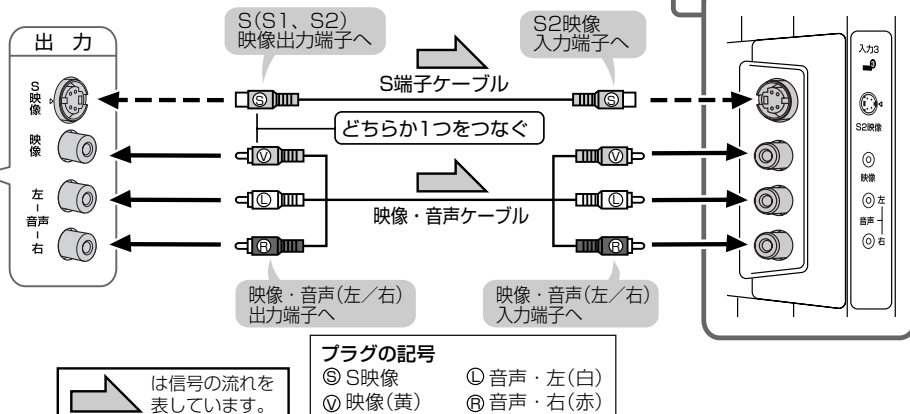 出 力
S映像
映像
左-音声-右
S(S1、S2)
映像出力端子へ
S2映像
入力端子へ
S端子ケーブル
Ⓢ
Ⓢ
どちらか1つをつなぐ
Ⓥ
Ⓥ
Ⓛ
Ⓛ
映像・音声ケーブル
Ⓡ
Ⓡ
映像・音声(左／右)
出力端子へ
映像・音声(左／右)
入力端子へ
入力3
S2映像
映像
左
音声
右
は信号の流れを
表しています。
プラグの記号
Ⓢ S映像
Ⓛ 音声・左(白)
Ⓥ 映像(黄)
Ⓡ 音声・右(赤)